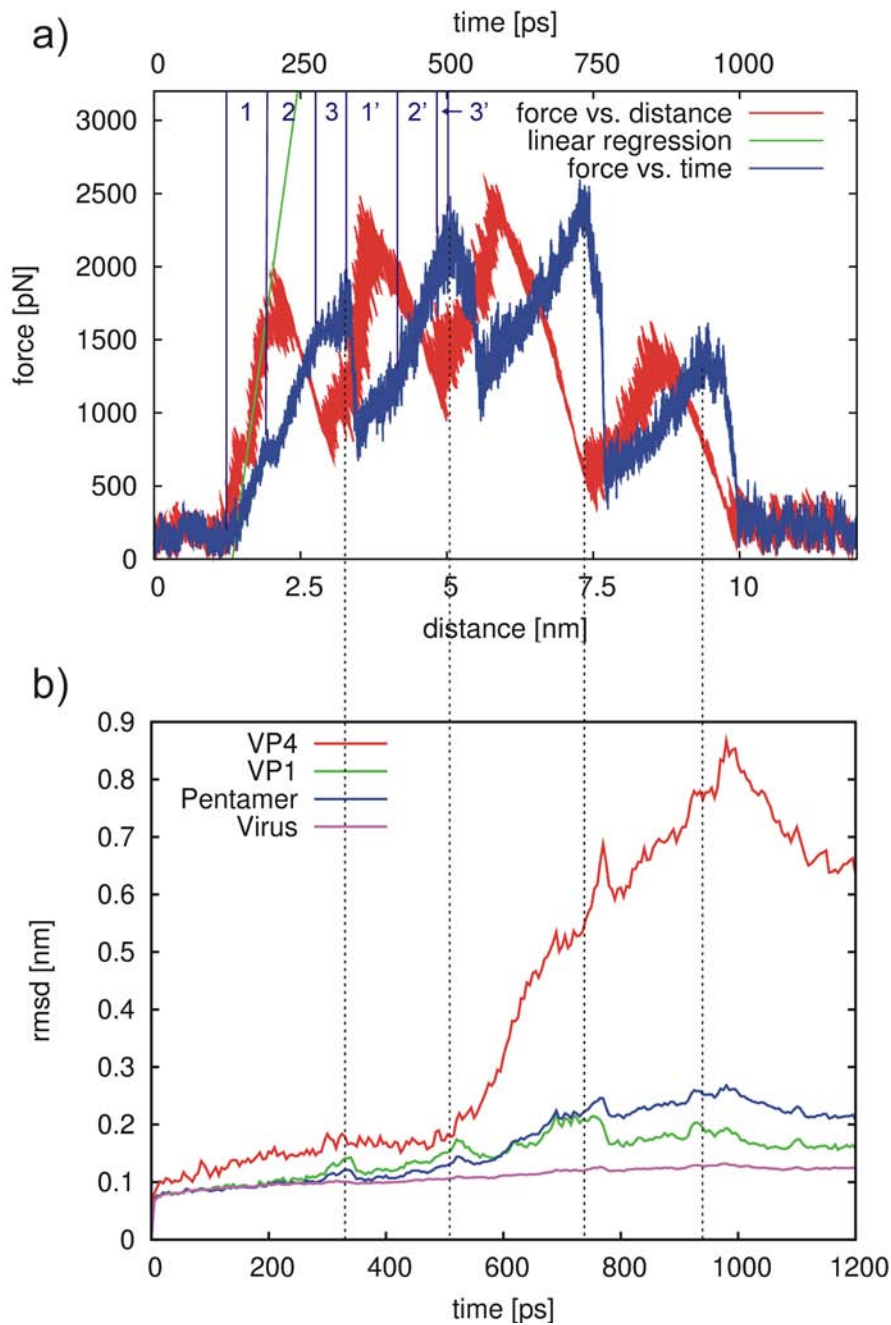 a)
time [ps]
0 250 500 750 1000
3000
2500
2000
1500
1000
500
0
force [pN]
1 2 3 1' 2' 3'
force vs. distance
linear regression
force vs. time
0 2.5 5 7.5 10
distance [nm]
b)
0.9
0.8
0.7
0.6
0.5
0.4
0.3
0.2
0.1
0
rmsd [nm]
VP4
VP1
Pentamer
Virus
0 200 400 600 800 1000 1200
time [ps]